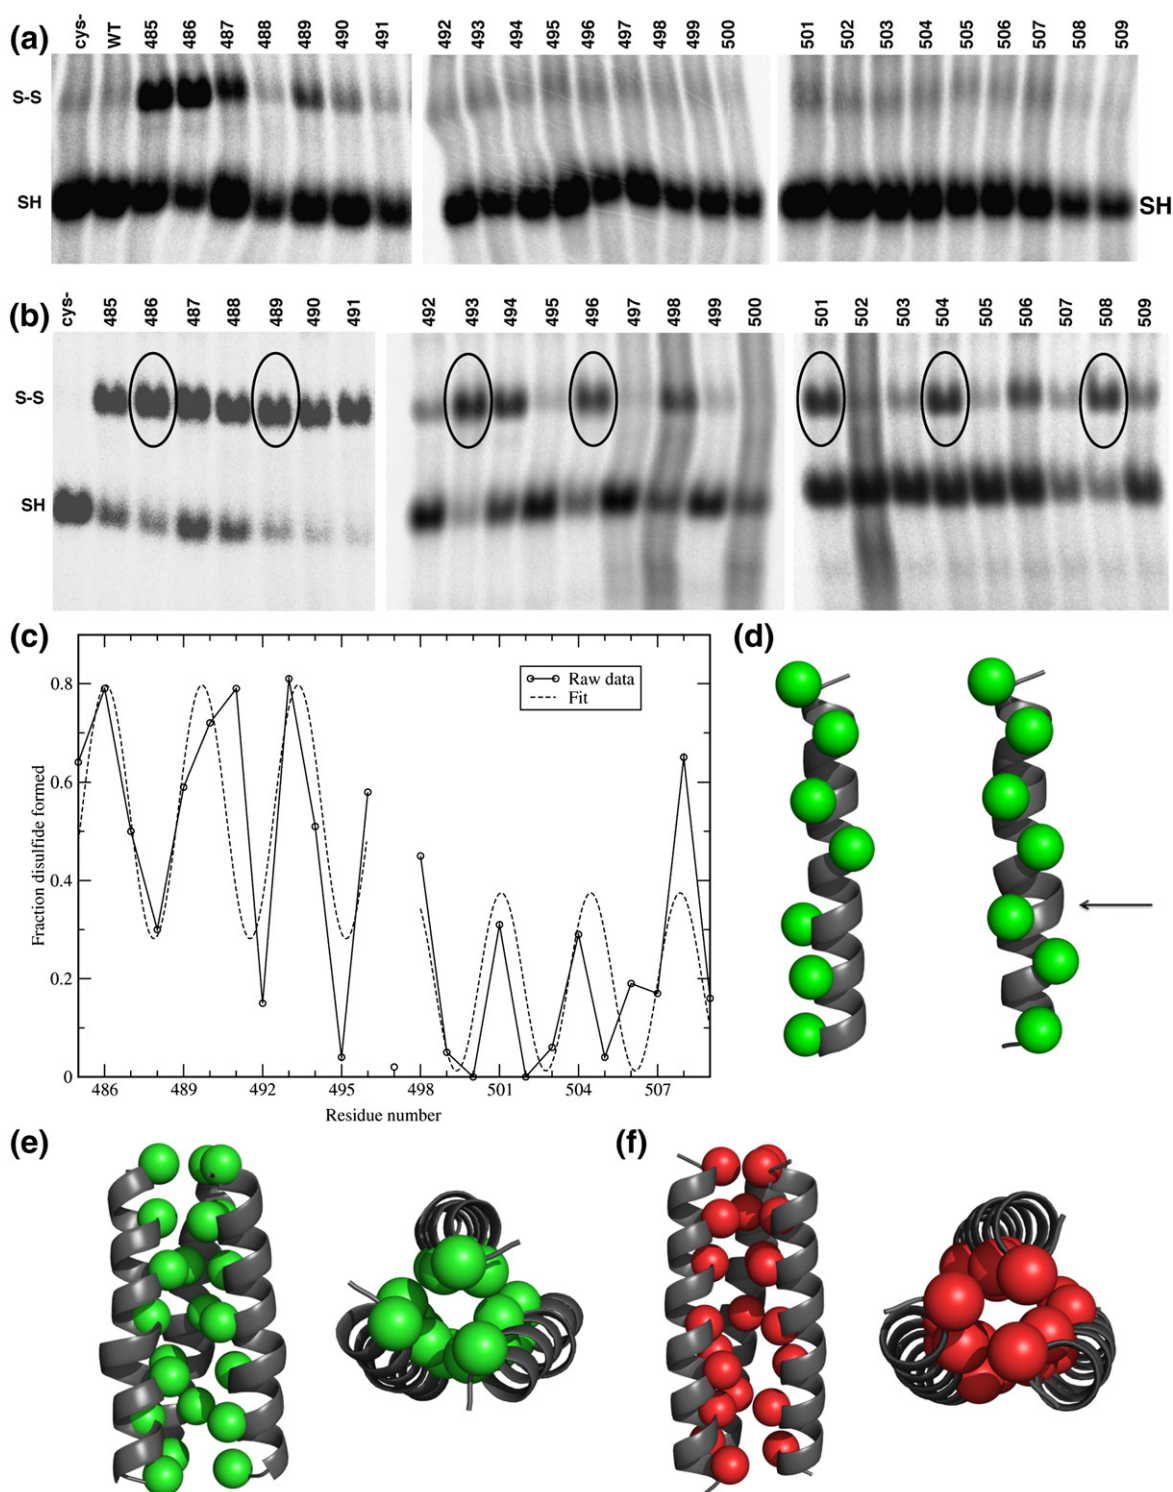 (a)
cys- WT 485 486 487 488 489 490 491
492 493 494 495 496 497 498 499 500
501 502 503 504 505 506 507 508 509
S-S
SH
SH
(b)
cys- 485 486 487 488 489 490 491
492 493 494 495 496 497 498 499 500
501 502 503 504 505 506 507 508 509
S-S
SH
(c)
Raw data
Fit
0.8
0.6
0.4
0.2
0
Fraction disulfide formed
486 489 492 495 498 501 504 507
Residue number
(d)
(e)
(f)